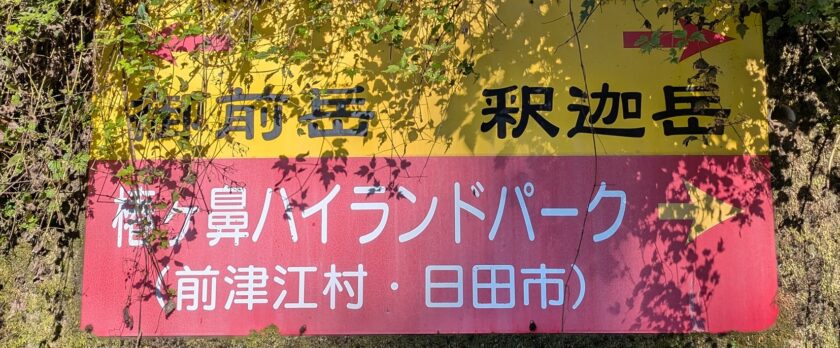 御前岳 釈迦岳
椿ヶ鼻ハイランドパーク
(前津江村・日田市)